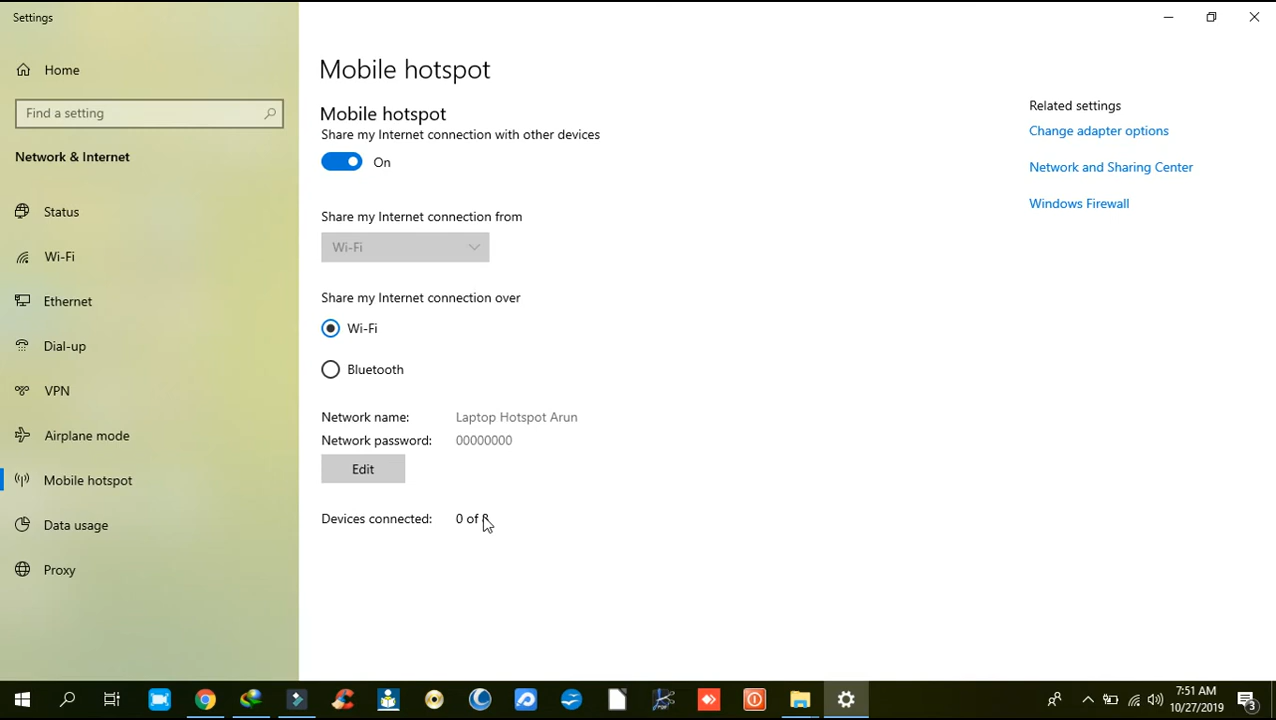 Settings
Home
Find a setting
Network & Internet
Status
Wi-Fi
Ethernet
Dial-up
VPN
Airplane mode
Mobile hotspot
Data usage
Proxy
Mobile hotspot
Mobile hotspot
Share my Internet connection with other devices
On
Share my Internet connection from
Wi-Fi
Share my Internet connection over
Wi-Fi
Bluetooth
Network name: Laptop Hotspot Arun
Network password: 00000000
Edit
Devices connected: 0 of
Related settings
Change adapter options
Network and Sharing Center
Windows Firewall
7:51 AM
10/27/2019
3